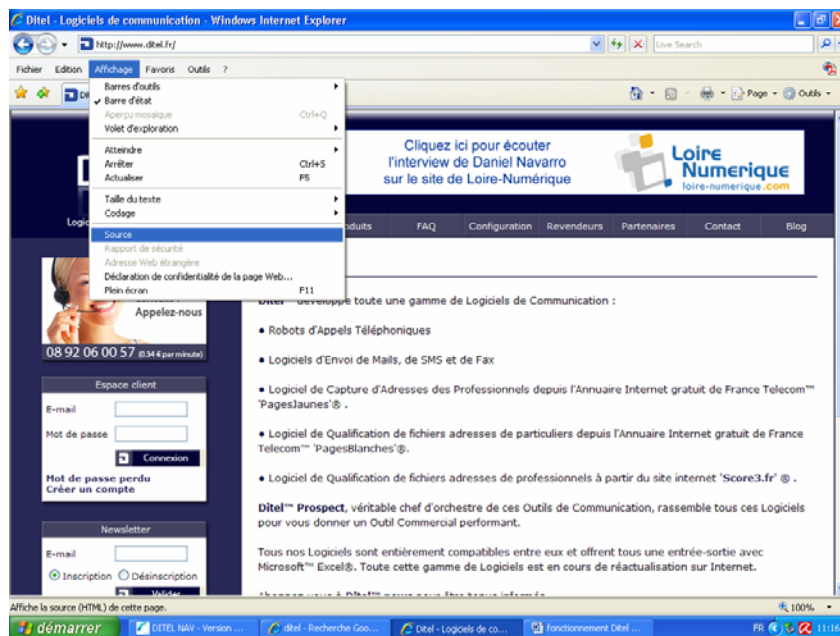 Ditel - Logiciels de communication - Windows Internet Explorer
http://www.ditel.fr/
Live Search
Fichier Edition Affichage Favoris Outils ?
Page Outils
Barres d'outils
Barre d'état
Aperçu mosaïque Ctrl+Q
Volet d'exploration
Atteindre
Arrêter Ctrl+S
Actualiser F5
Taille du texte
Codage
Source
Rapport de sécurité
Adresse Web étrangère
Déclaration de confidentialité de la page Web...
Plein écran F11
Cliquez ici pour écouter
l'interview de Daniel Navarro
sur le site de Loire-Numérique
Loire
Numerique
loire-numerique.com
FAQ Configuration Revendeurs Partenaires Contact Blog
Appelez-nous
08 92 06 00 57 (0.34 € par minute)
Espace client
E-mail
Mot de passe
Connexion
Mot de passe perdu
Créer un compte
Newsletter
E-mail
Inscription Désinscription
Valider
Ditel™ développe toute une gamme de Logiciels de Communication :
• Robots d'Appels Téléphoniques
• Logiciels d'Envoi de Mails, de SMS et de Fax
• Logiciel de Capture d'Adresses des Professionnels depuis l'Annuaire Internet gratuit de France Telecom™
'PagesJaunes'® .
• Logiciel de Qualification de fichiers adresses de particuliers depuis l'Annuaire Internet gratuit de France
Telecom™ 'PagesBlanches'®.
• Logiciel de Qualification de fichiers adresses de professionnels à partir du site internet 'Score3.fr' ® .
Ditel™ Prospect, véritable chef d'orchestre de ces Outils de Communication, rassemble tous ces Logiciels
pour vous donner un Outil Commercial performant.
Tous nos Logiciels sont entièrement compatibles entre eux et offrent tous une entrée-sortie avec
Microsoft™ Excel®. Toute cette gamme de Logiciels est en cours de réactualisation sur Internet.
Affiche la source (HTML) de cette page.
100%
démarrer
DITEL NAV - Version ...
ditel - Recherche Goo...
Ditel - Logiciels de co...
fonctionnement Ditel ...
FR
11:16